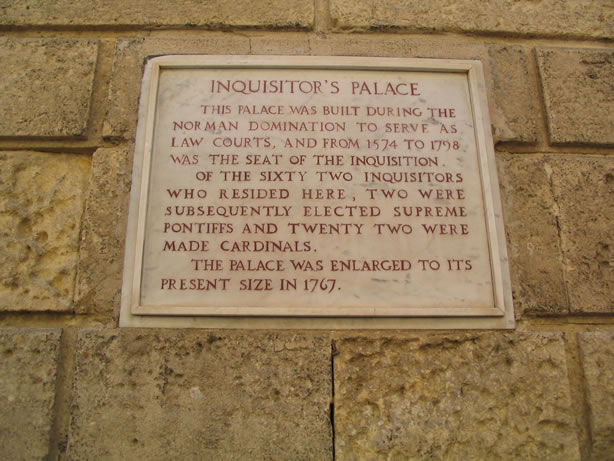 INQUISITOR'S PALACE
THIS PALACE WAS BUILT DURING THE
NORMAN DOMINATION TO SERVE AS
LAW COURTS, AND FROM 1574 TO 1798
WAS THE SEAT OF THE INQUISITION.
OF THE SIXTY TWO INQUISITORS
WHO RESIDED HERE, TWO WERE
SUBSEQUENTLY ELECTED SUPREME
PONTIFFS AND TWENTY TWO WERE
MADE CARDINALS.
THE PALACE WAS ENLARGED TO ITS
PRESENT SIZE IN 1767.